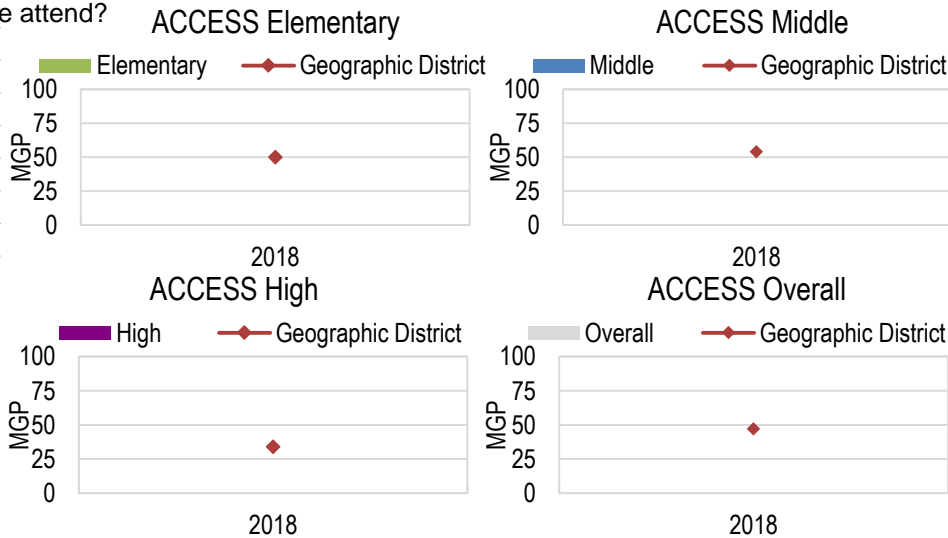 e attend?
ACCESS Elementary
Elementary Geographic District
100
75
50
25
0
MGP
2018
ACCESS Middle
Middle Geographic District
100
75
50
25
0
MGP
2018
ACCESS High
High Geographic District
100
75
50
25
0
MGP
2018
ACCESS Overall
Overall Geographic District
100
75
50
25
0
MGP
2018